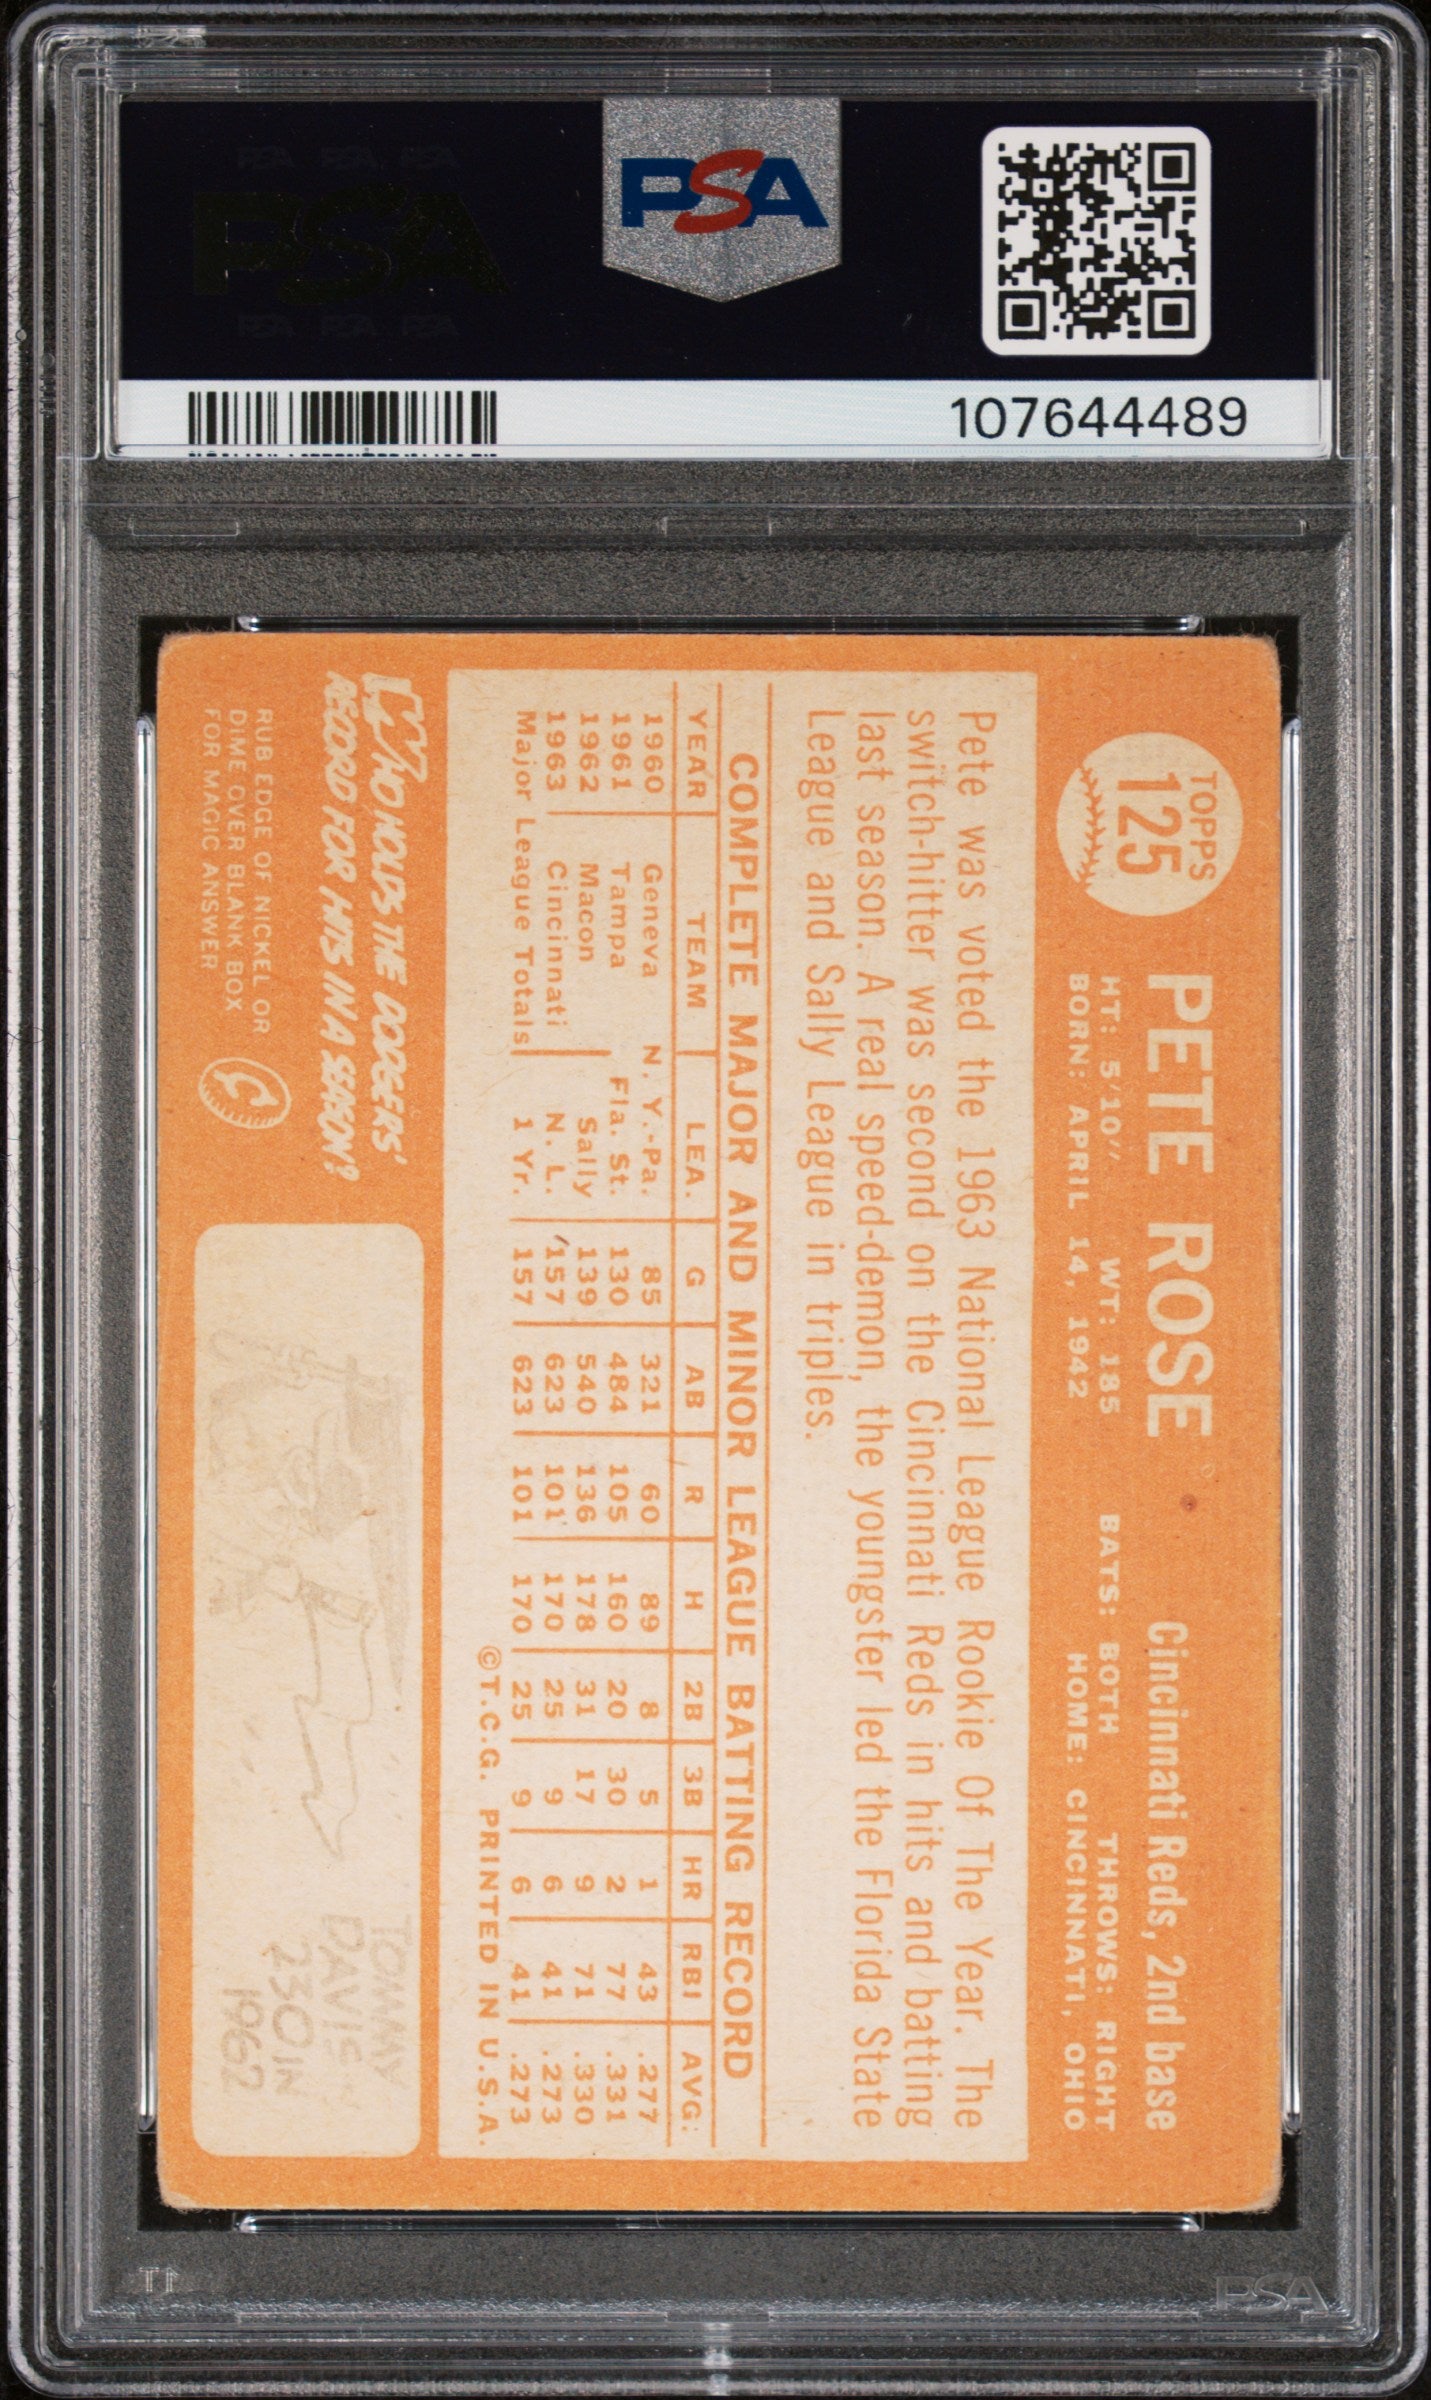 PSA PSA PSA
PSA
PSA PSA PSA
PSA
107644489
TOPPS
125
PETE ROSE
Cincinnati Reds, 2nd base
HT: 5'10" WT: 185 BATS: BOTH THROWS: RIGHT
BORN: APRIL 14, 1942 HOME: CINCINNATI, OHIO
Pete was voted the 1963 National League Rookie Of The Year. The
switch-hitter was second on the Cincinnati Reds in hits and batting
last season. A real speed-demon, the youngster led the Florida State
League and Sally League in triples.
COMPLETE MAJOR AND MINOR LEAGUE BATTING RECORD
YEAR TEAM LEA. G AB R H 2B 3B HR RBI AVG.
1960 Geneva N. Y.-Pa. 85 321 60 89 8 5 1 43 .277
1961 Tampa Fla. St. 130 484 105 160 20 30 2 77 .331
1962 Macon Sally 139 540 136 178 31 17 9 71 .330
1963 Cincinnati N. L. 157 623 101 170 25 9 6 41 .273
Major League Totals 1 Yr. 157 623 101 170 25 9 6 41 .273
©T.C.G. PRINTED IN U.S.A.
WHO HOLDS THE DODGERS'
RECORD FOR HITS IN A SEASON?
RUB EDGE OF NICKEL OR
DIME OVER BLANK BOX
FOR MAGIC ANSWER
TOMMY
DAVIS
230 IN
1962
PSA